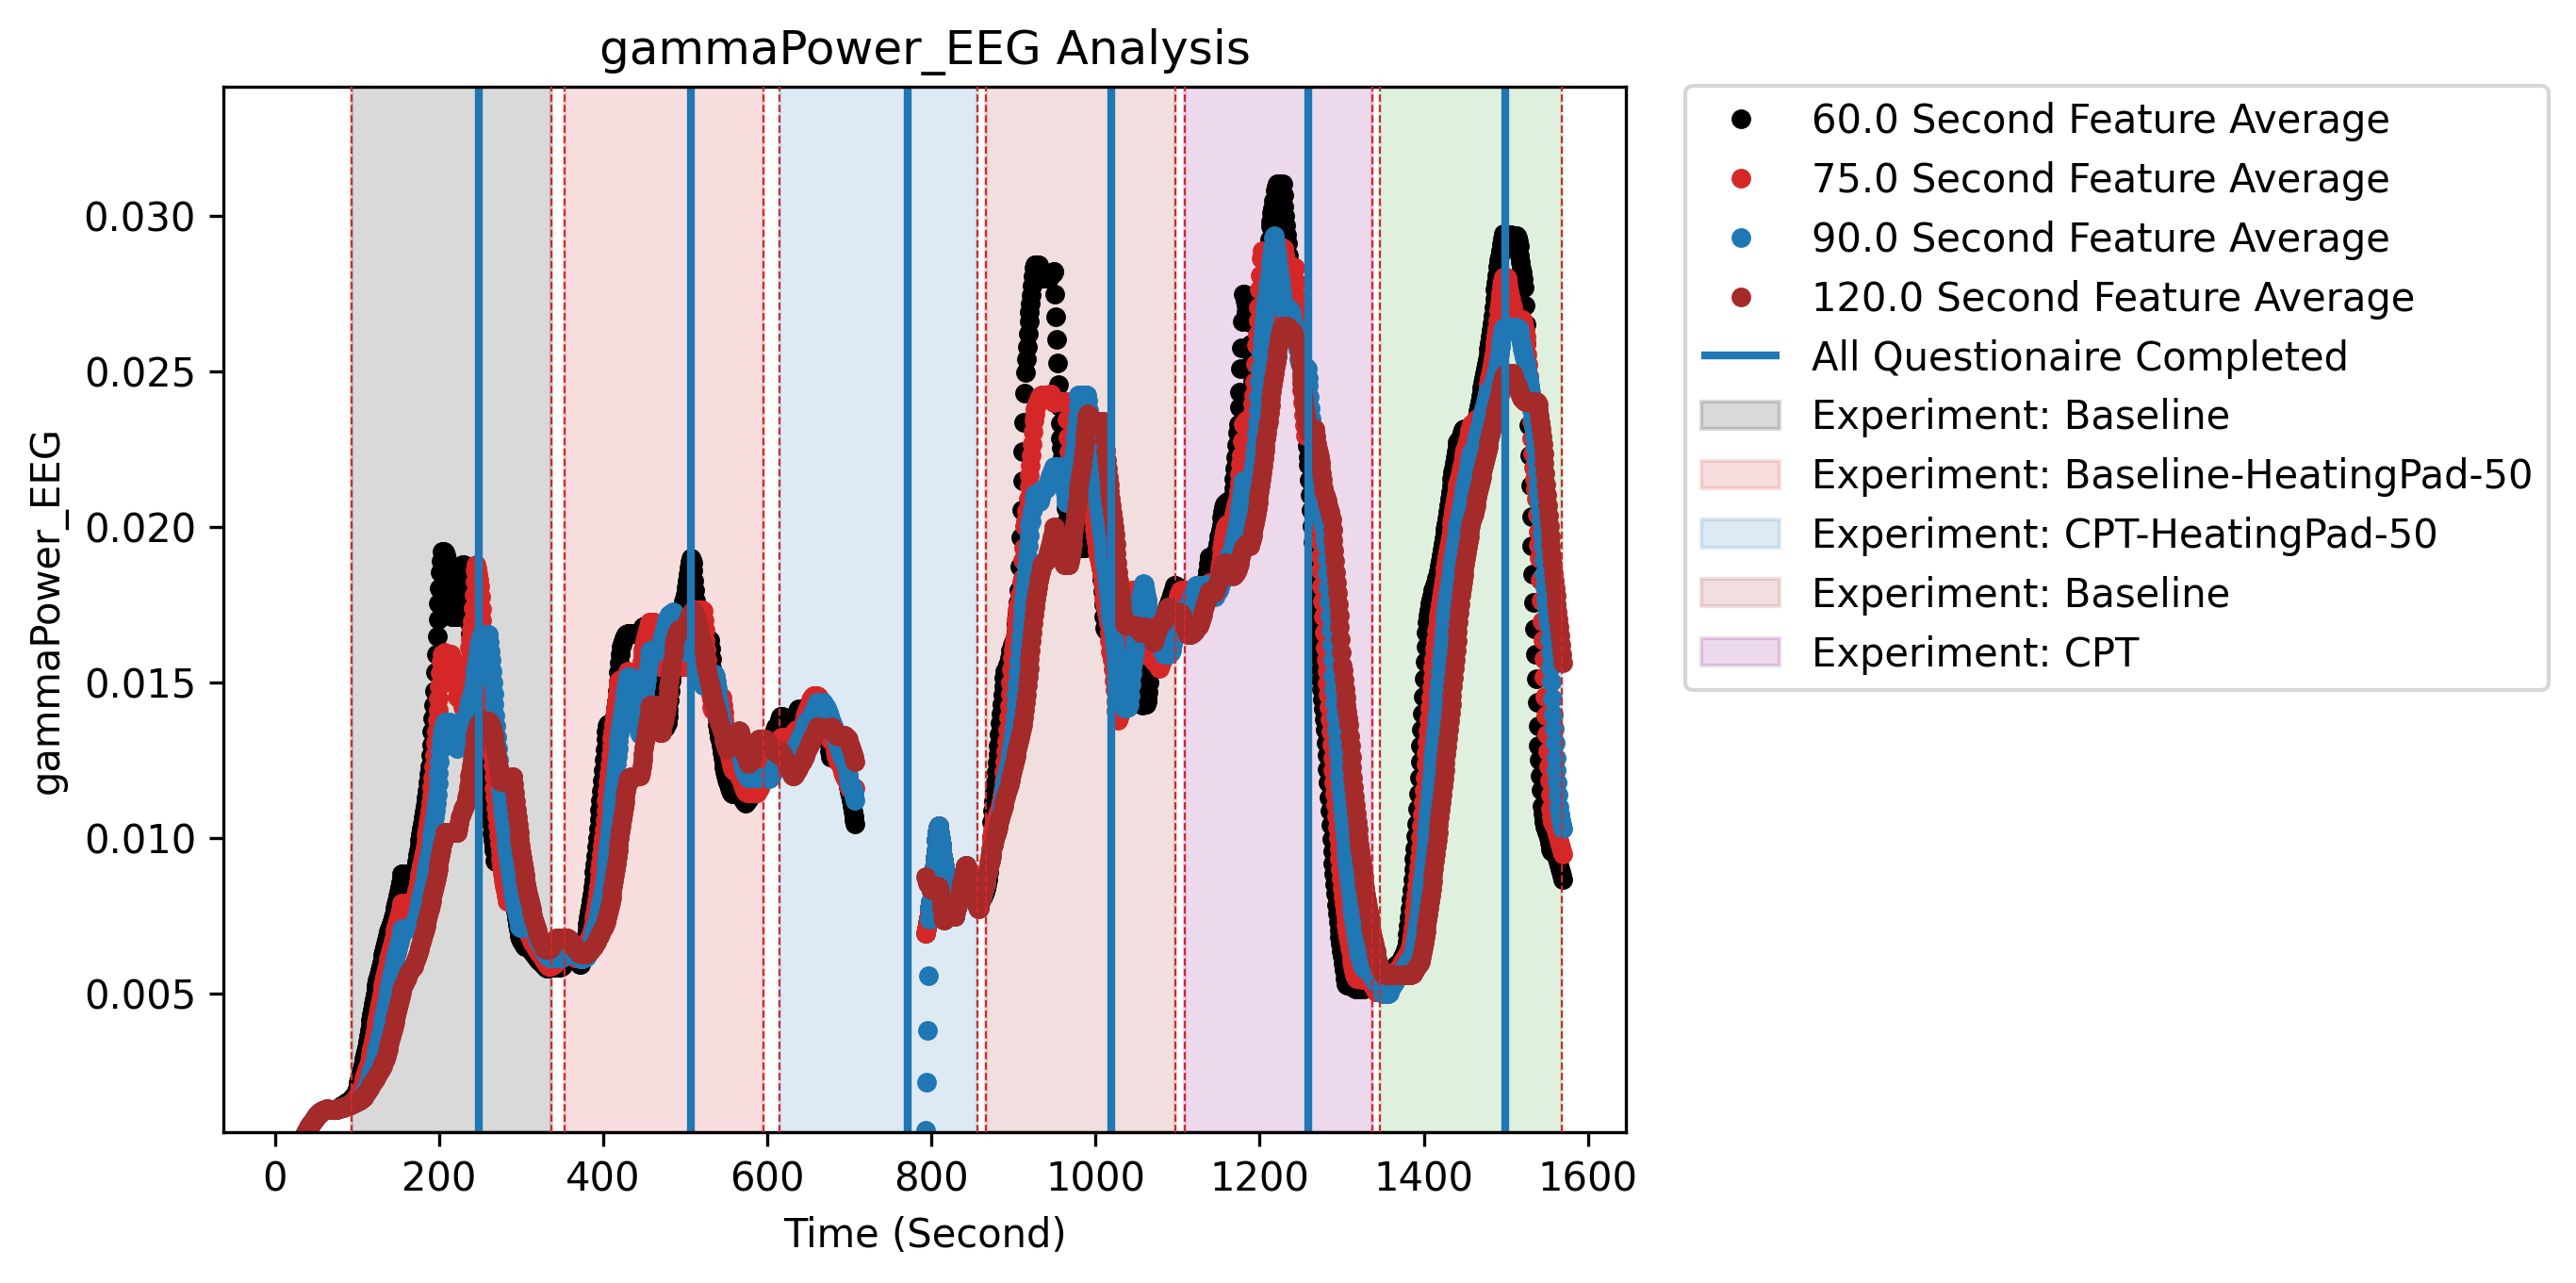 gammaPower_EEG Analysis
gammaPower_EEG
0.030
0.025
0.020
0.015
0.010
0.005
0 200 400 600 800 1000 1200 1400 1600
Time (Second)
60.0 Second Feature Average
75.0 Second Feature Average
90.0 Second Feature Average
120.0 Second Feature Average
All Questionaire Completed
Experiment: Baseline
Experiment: Baseline-HeatingPad-50
Experiment: CPT-HeatingPad-50
Experiment: Baseline
Experiment: CPT